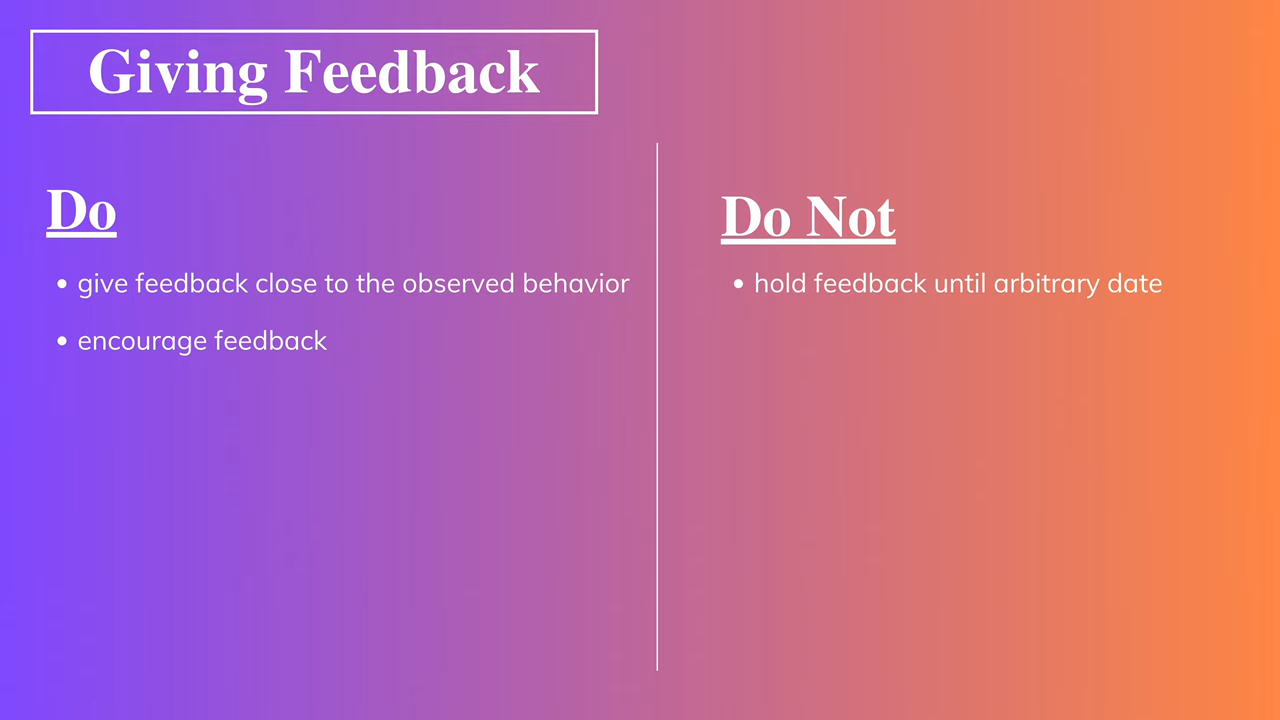 Giving Feedback
Do
• give feedback close to the observed behavior
• encourage feedback
Do Not
• hold feedback until arbitrary date